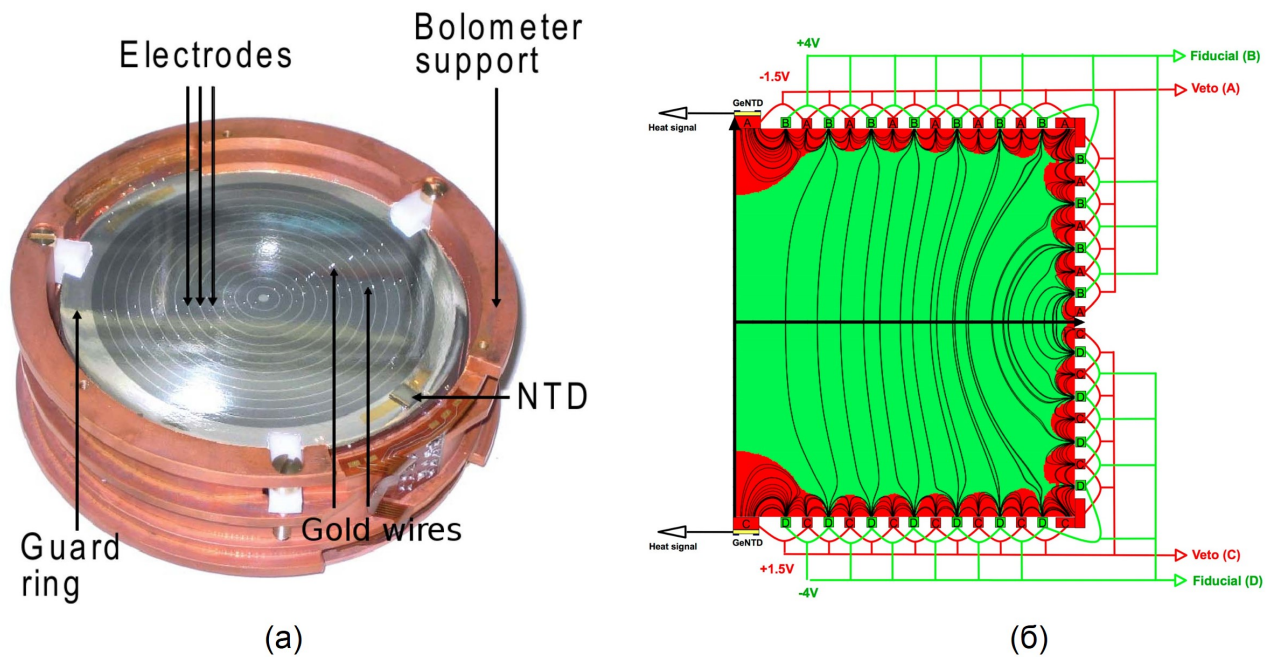 Electrodes
Bolometer
support
NTD
Gold wires
Guard
ring
(а)
+4V
Fiducial (B)
-1.5V
Veto (A)
GeNTD
Heat signal
A B A B A B A B A B A B A B A
B
A
B
A
B
A
B
A
C
D
C
D
C
D
C
D
C D C D C D C D C D C D C D C
GeNTD
Heat signal
+1.5V
Veto (C)
-4V
Fiducial (D)
(б)